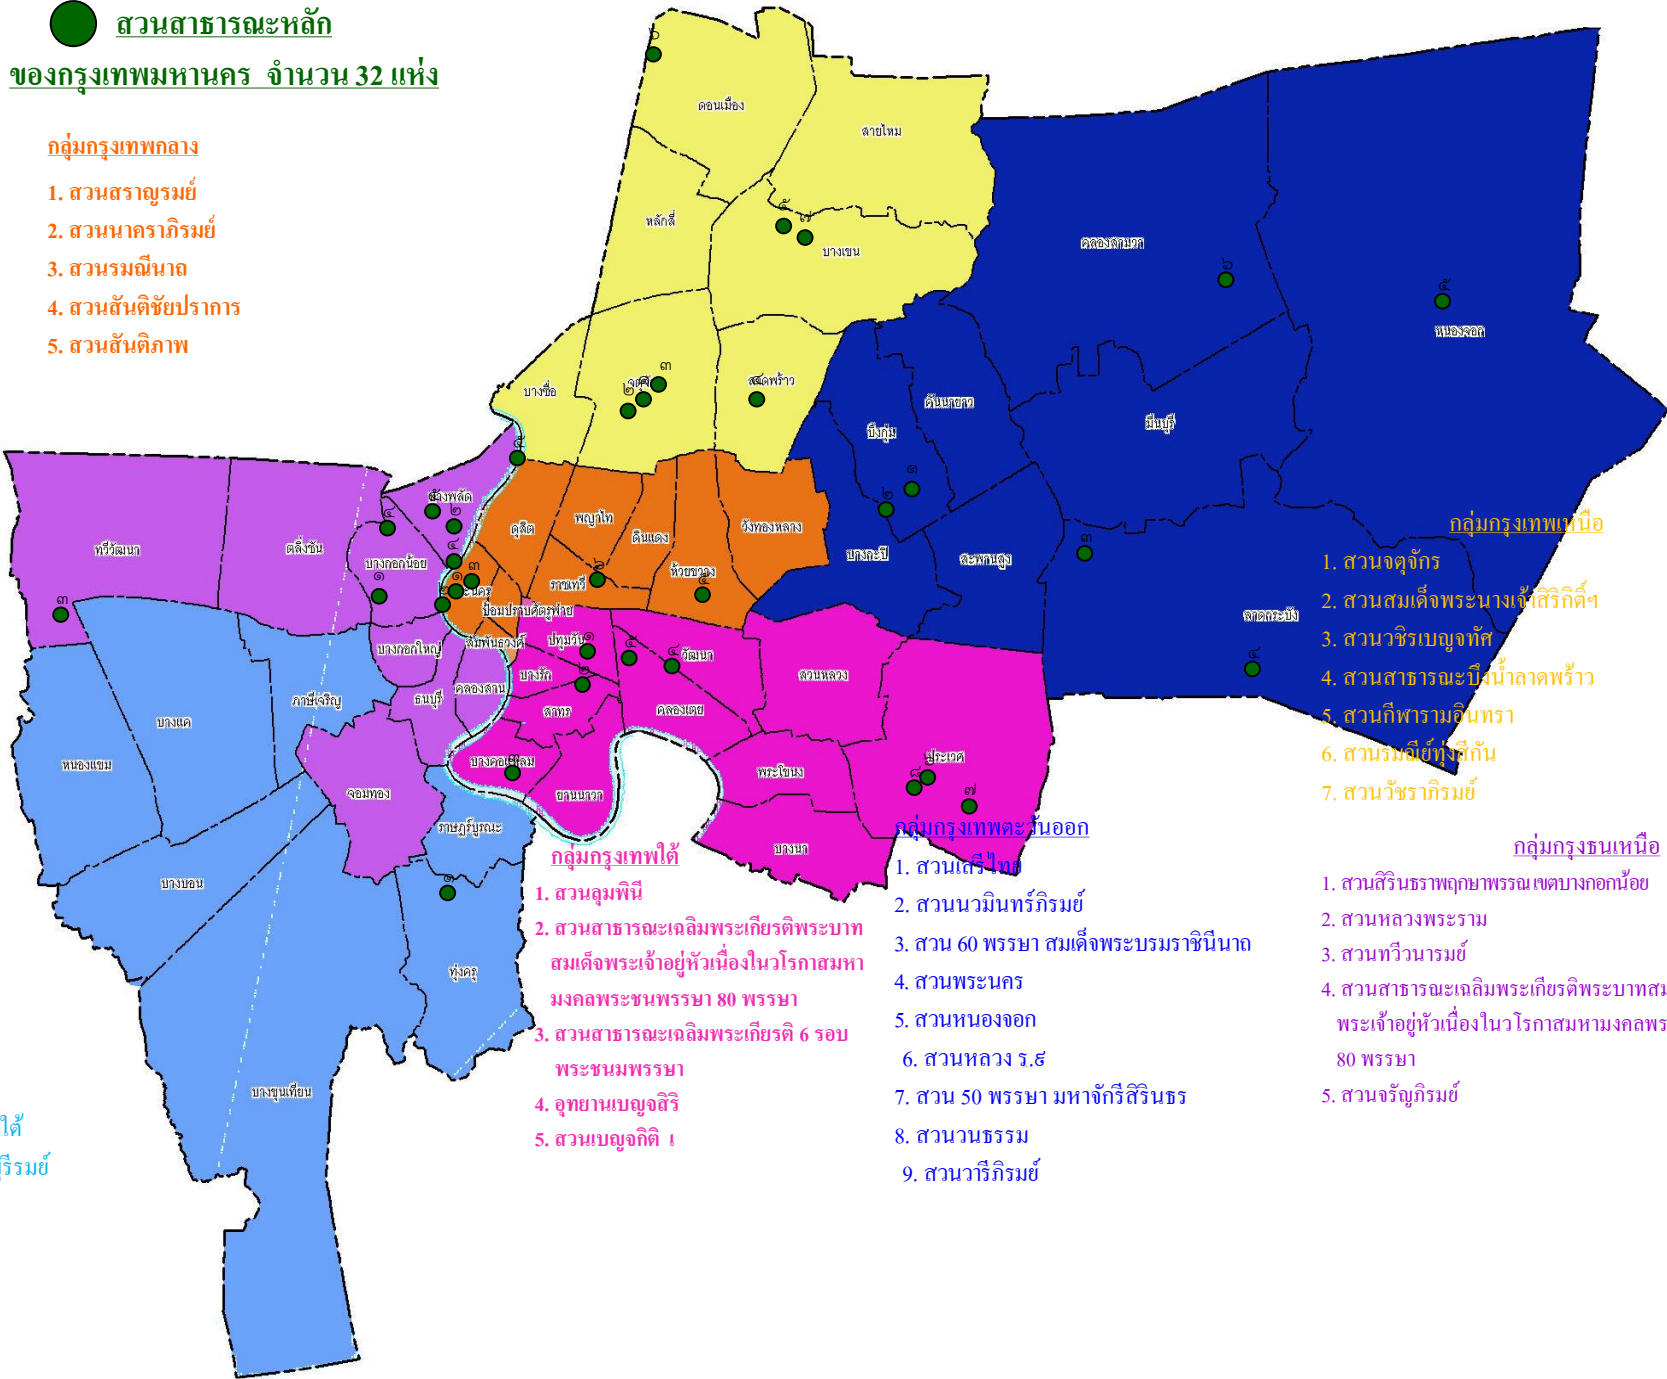 สวนสาธารณะหลัก
ของกรุงเทพมหานคร จำนวน 32 แห่ง
กลุ่มกรุงเทพกลาง
1. สวนสราญรมย์
2. สวนนาคราภิรมย์
3. สวนรมณีนาถ
4. สวนสันติชัยปราการ
5. สวนสันติภาพ
ดอนเมือง
สายไหม
หลักสี่
บางเขน
คลองสามวา
หนองจอก
บางซื่อ
ลาดพร้าว
คันนายาว
บึงกุ่ม
มีนบุรี
บางพลัด
ดุสิต
พญาไท
ดินแดง
วังทองหลาง
ห้วยขวาง
ราชเทวี
บางกะปิ
สะพานสูง
ลาดกระบัง
ทวีวัฒนา
ตลิ่งชัน
บางกอกน้อย
ป้อมปราบศัตรูพ่าย
สัมพันธวงศ์
บางกอกใหญ่
ธนบุรี
คลองสาน
ปทุมวัน
บางรัก
สาทร
วัฒนา
คลองเตย
สวนหลวง
ประเวศ
พระโขนง
บางนา
ยานนาวา
บางคอแหลม
ภาษีเจริญ
บางแค
หนองแขม
จอมทอง
ราษฎร์บูรณะ
บางบอน
ทุ่งครุ
บางขุนเทียน
กลุ่มกรุงเทพเหนือ
1. สวนจตุจักร
2. สวนสมเด็จพระนางเจ้าสิริกิติ์ฯ
3. สวนวชิรเบญจทัศ
4. สวนสาธารณะบึงน้ำลาดพร้าว
5. สวนกีฬารามอินทรา
6. สวนรมณีย์ทุ่งสีกัน
7. สวนวัชราภิรมย์
กลุ่มกรุงเทพใต้
1. สวนลุมพินี
2. สวนสาธารณะเฉลิมพระเกียรติพระบาท
สมเด็จพระเจ้าอยู่หัวเนื่องในวโรกาสมหา
มงคลพระชนพรรษา 80 พรรษา
3. สวนสาธารณะเฉลิมพระเกียรติ 6 รอบ
พระชนมพรรษา
4. อุทยานเบญจสิริ
5. สวนเบญจกิติ เ
กลุ่มกรุงเทพตะวันออก
1. สวนเสรีไทย
2. สวนนวมินทร์ภิรมย์
3. สวน 60 พรรษา สมเด็จพระบรมราชินีนาถ
4. สวนพระนคร
5. สวนหนองจอก
6. สวนหลวง ร.๙
7. สวน 50 พรรษา มหาจักรีสิรินธร
8. สวนวนธรรม
9. สวนวารีภิรมย์
กลุ่มกรุงธนเหนือ
1. สวนสิรินธราพฤกษาพรรณ เขตบางกอกน้อย
2. สวนหลวงพระราม
3. สวนทวีวนารมย์
4. สวนสาธารณะเฉลิมพระเกียรติพระบาทสม
พระเจ้าอยู่หัวเนื่องในวโรกาสมหามงคลพร
80 พรรษา
5. สวนจรัญภิรมย์
ใต้
รีรมย์